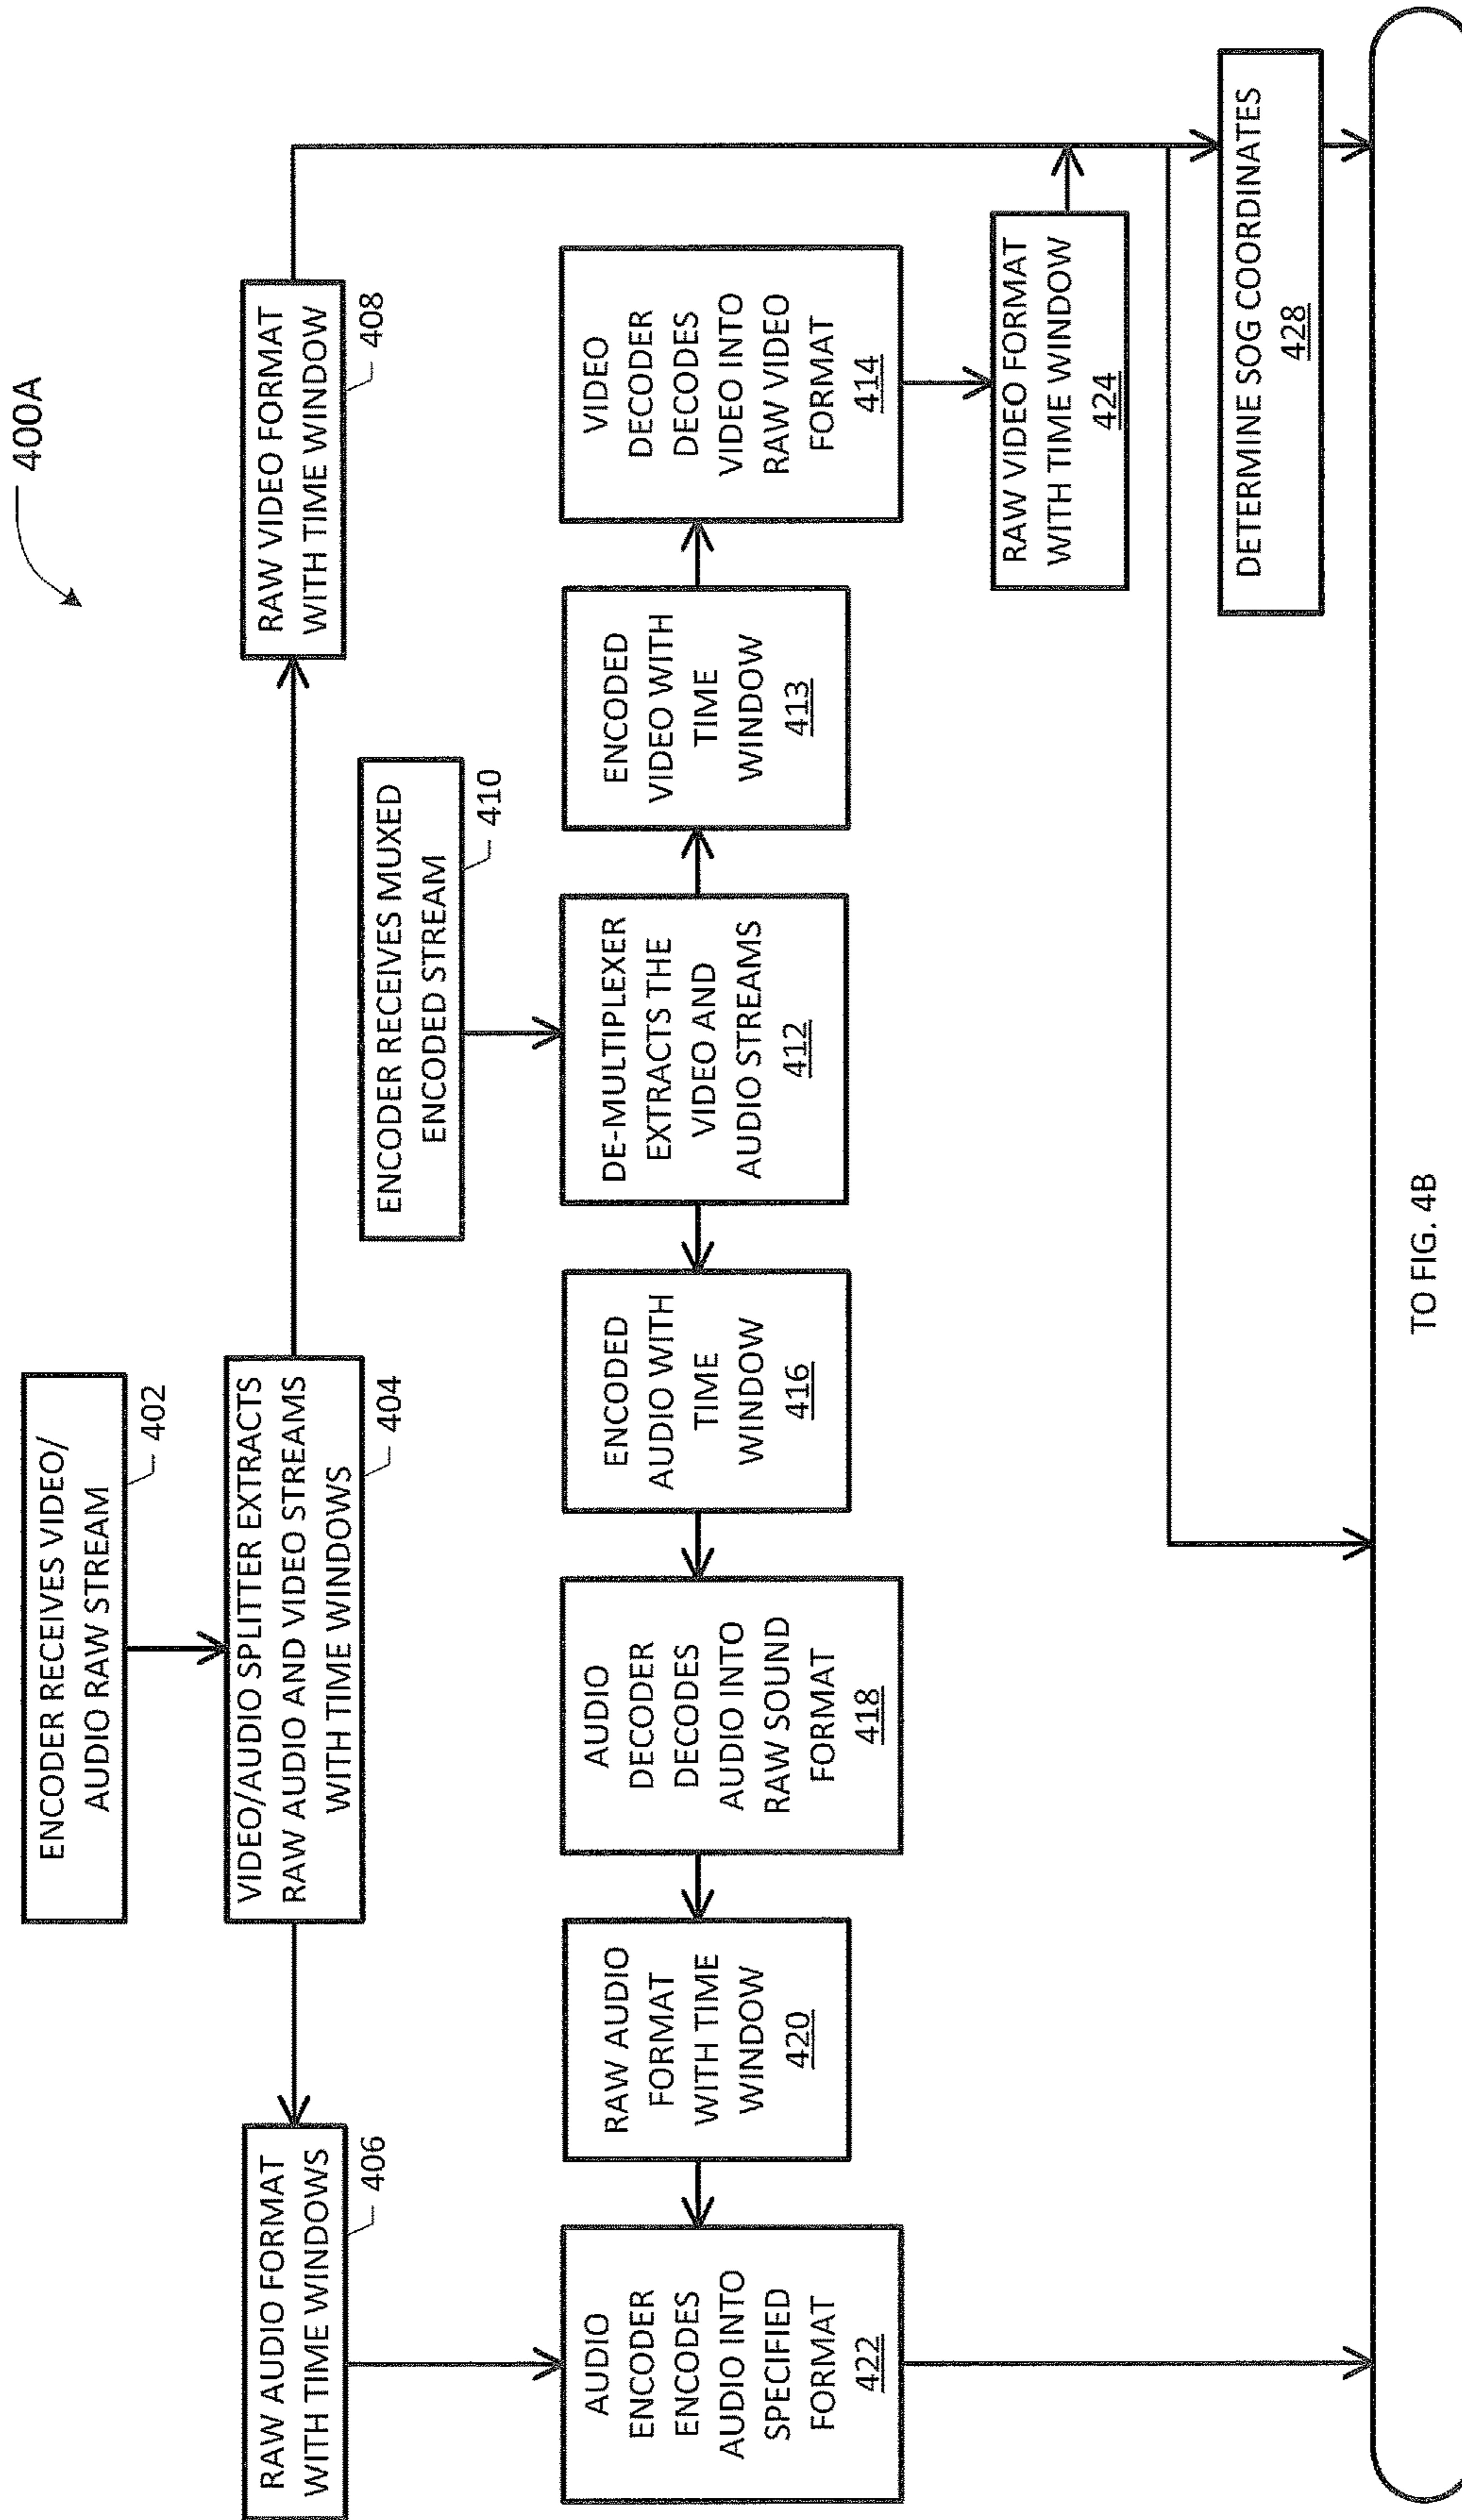 400A
ENCODER RECEIVES VIDEO/
AUDIO RAW STREAM
402
VIDEO/AUDIO SPLITTER EXTRACTS
RAW AUDIO AND VIDEO STREAMS
WITH TIME WINDOWS
404
RAW AUDIO FORMAT
WITH TIME WINDOWS
406
RAW VIDEO FORMAT
WITH TIME WINDOW
408
ENCODER RECEIVES MUXED
ENCODED STREAM
410
AUDIO
ENCODER
ENCODES
AUDIO INTO
SPECIFIED
FORMAT
422
RAW AUDIO
FORMAT
WITH TIME
WINDOW
420
AUDIO
DECODER
DECODES
AUDIO INTO
RAW SOUND
FORMAT
418
ENCODED
AUDIO WITH
TIME
WINDOW
416
DE-MULTIPLEXER
EXTRACTS THE
VIDEO AND
AUDIO STREAMS
412
ENCODED
VIDEO WITH
TIME
WINDOW
413
VIDEO
DECODER
DECODES
VIDEO INTO
RAW VIDEO
FORMAT
414
RAW VIDEO FORMAT
WITH TIME WINDOW
424
DETERMINE SOG COORDINATES
428
TO FIG. 4B